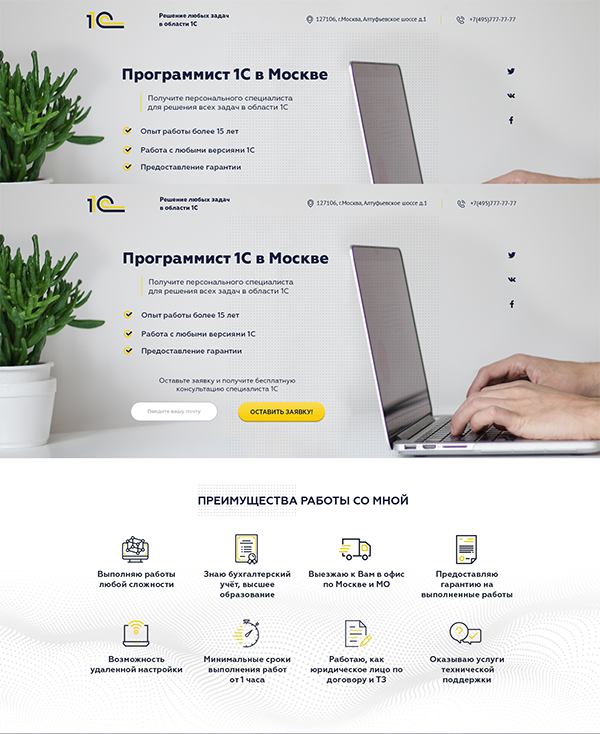 1С
Решение любых задач
в области 1С
127106, г.Москва, Алтуфьевское шоссе д.1
+7(495)777-77-77
Программист 1С в Москве
Получите персонального специалиста
для решения всех задач в области 1С
Опыт работы более 15 лет
Работа с любыми версиями 1С
Предоставление гарантии
1С
Решение любых задач
в области 1С
127106, г.Москва, Алтуфьевское шоссе д.1
+7(495)777-77-77
Программист 1С в Москве
Получите персонального специалиста
для решения всех задач в области 1С
Опыт работы более 15 лет
Работа с любыми версиями 1С
Предоставление гарантии
Оставьте заявку и получите бесплатную
консультацию специалиста 1С
Введите вашу почту
ОСТАВИТЬ ЗАЯВКУ!
ПРЕИМУЩЕСТВА РАБОТЫ СО МНОЙ
Выполняю работы
любой сложности
Знаю бухгалтерский
учёт, высшее
образование
Выезжаю к Вам в офис
по Москве и МО
Предоставляю
гарантию на
выполненные работы
Возможность
удаленной настройки
Минимальные сроки
выполнения работ
от 1 часа
Работаю, как
юридическое лицо по
договору и ТЗ
Оказываю услуги
технической
поддержки